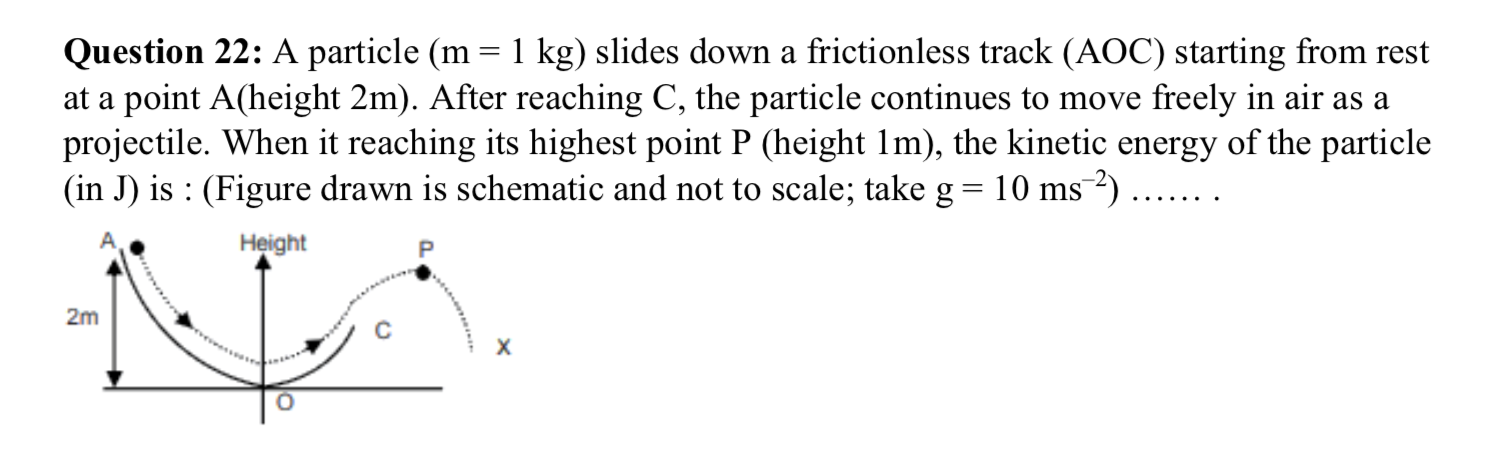 Question 22: A particle (m = 1 kg) slides down a frictionless track (AOC) starting from rest
at a point A(height 2m). After reaching C, the particle continues to move freely in air as a
projectile. When it reaching its highest point P (height 1m), the kinetic energy of the particle
(in J) is : (Figure drawn is schematic and not to scale; take g = 10 ms⁻²) …… .
A Height P
2m C X
O